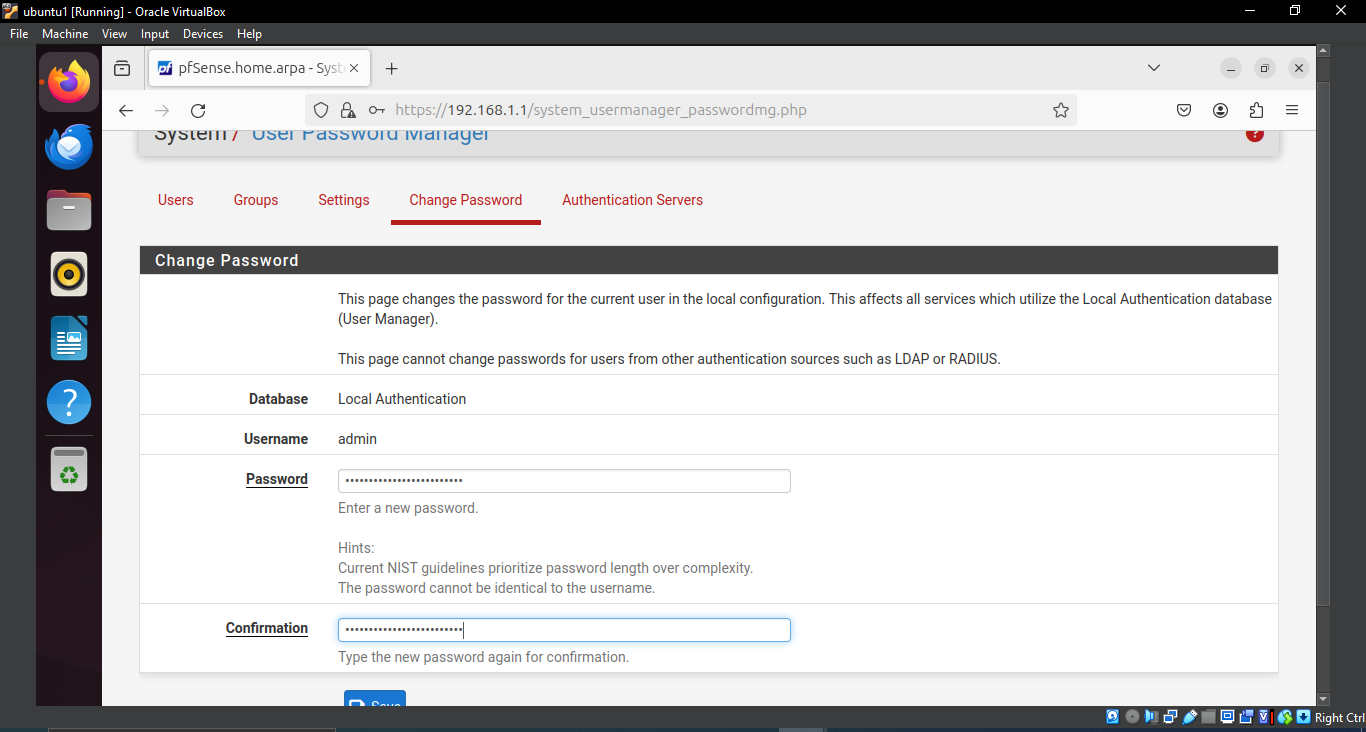 ubuntu1 [Running] - Oracle VirtualBox
File Machine View Input Devices Help
pfSense.home.arpa - Syst
https://192.168.1.1/system_usermanager_passwordmg.php
System / User Password Manager
Users Groups Settings Change Password Authentication Servers
Change Password
This page changes the password for the current user in the local configuration. This affects all services which utilize the Local Authentication database
(User Manager).
This page cannot change passwords for users from other authentication sources such as LDAP or RADIUS.
Database Local Authentication
Username admin
Password •••••••••••••••••••••••••
Enter a new password.
Hints:
Current NIST guidelines prioritize password length over complexity.
The password cannot be identical to the username.
Confirmation •••••••••••••••••••••••••
Type the new password again for confirmation.
Save
Right Ctrl